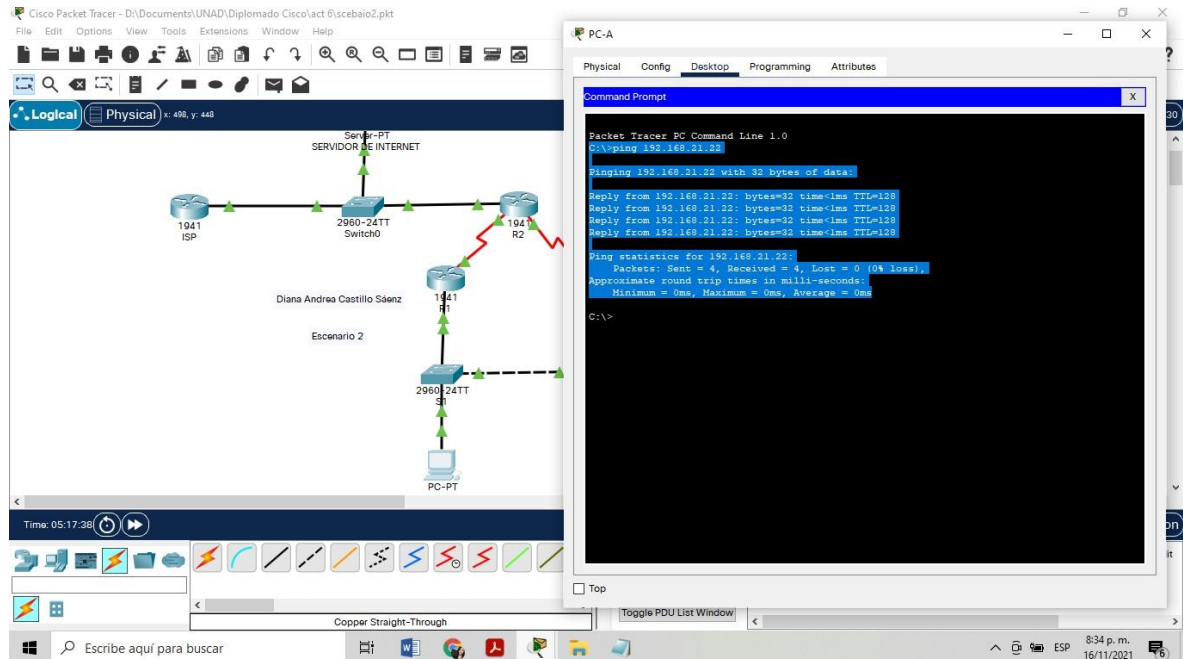 Cisco Packet Tracer - D:\Documents\UNAD\Diplomado Cisco\act 6\scebaio2.pkt
File Edit Options View Tools Extensions Window Help
Logical
Physical
x: 498, y: 448
Server-PT
SERVIDOR DE INTERNET
1941
ISP
2960-24TT
Switch0
1941
R2
1941
R1
Diana Andrea Castillo Sáenz
Escenario 2
2960-24TT
S1
PC-PT
Time: 05:17:38
Copper Straight-Through
Toggle PDU List Window
PC-A
Physical Config Desktop Programming Attributes
Command Prompt
X
Packet Tracer PC Command Line 1.0
C:\>ping 192.168.21.22
Pinging 192.168.21.22 with 32 bytes of data:
Reply from 192.168.21.22: bytes=32 time<1ms TTL=128
Reply from 192.168.21.22: bytes=32 time<1ms TTL=128
Reply from 192.168.21.22: bytes=32 time<1ms TTL=128
Reply from 192.168.21.22: bytes=32 time<1ms TTL=128
Ping statistics for 192.168.21.22:
Packets: Sent = 4, Received = 4, Lost = 0 (0% loss),
Approximate round trip times in milli-seconds:
Minimum = 0ms, Maximum = 0ms, Average = 0ms
C:\>
Top
Escribe aquí para buscar
ESP
8:34 p. m.
16/11/2021